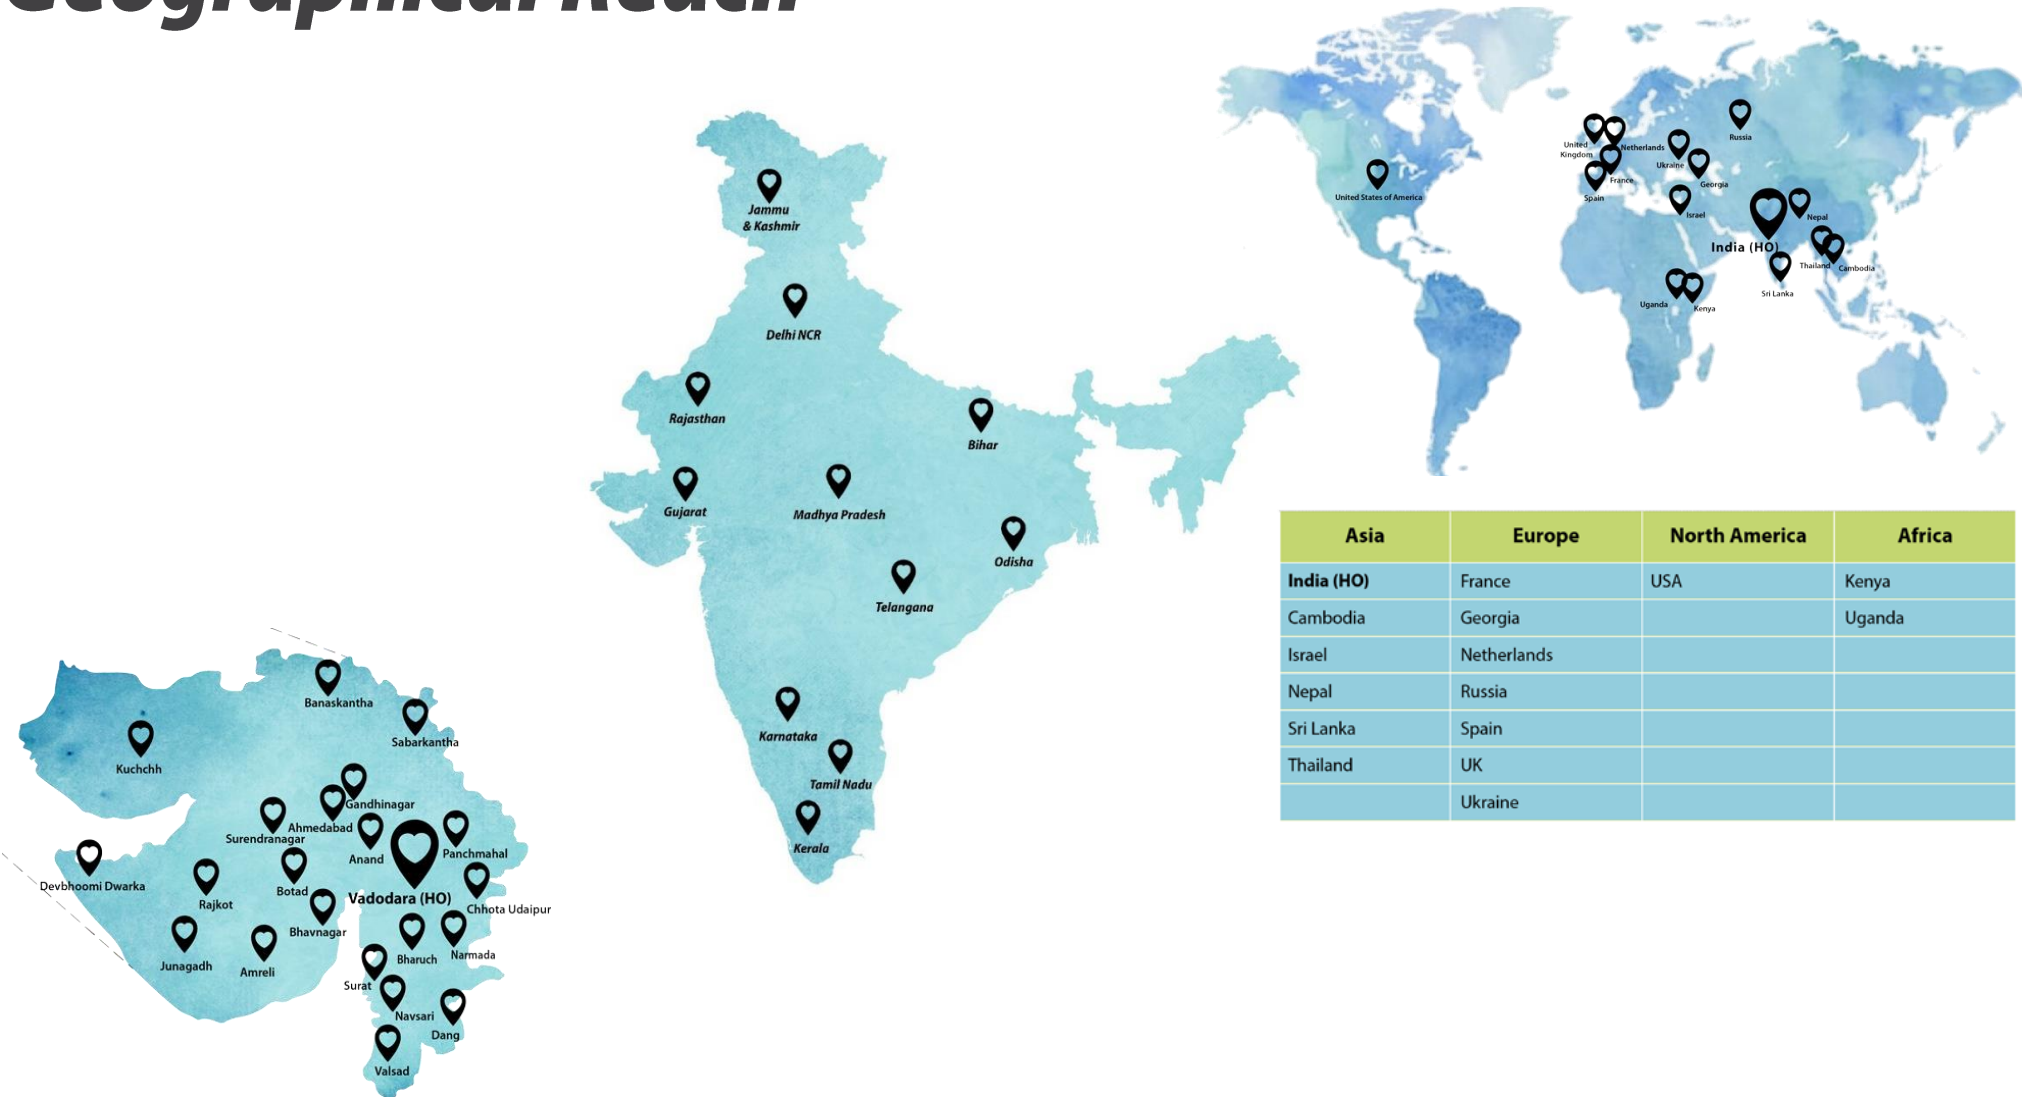 Geographical Reach
United States of America
United
Kingdom
Netherlands
France
Spain
Ukraine
Georgia
Russia
Israel
India (HO)
Nepal
Thailand
Cambodia
Sri Lanka
Uganda
Kenya
Jammu
& Kashmir
Delhi NCR
Rajasthan
Bihar
Gujarat
Madhya Pradesh
Odisha
Telangana
Karnataka
Tamil Nadu
Kerala
Asia Europe North America Africa
India (HO) France USA Kenya
Cambodia Georgia Uganda
Israel Netherlands
Nepal Russia
Sri Lanka Spain
Thailand UK
Ukraine
Banaskantha
Sabarkantha
Kuchchh
Gandhinagar
Ahmedabad
Surendranagar
Anand
Panchmahal
Devbhoomi Dwarka
Botad
Rajkot
Vadodara (HO)
Chhota Udaipur
Bhavnagar
Junagadh
Amreli
Bharuch
Narmada
Surat
Navsari
Dang
Valsad